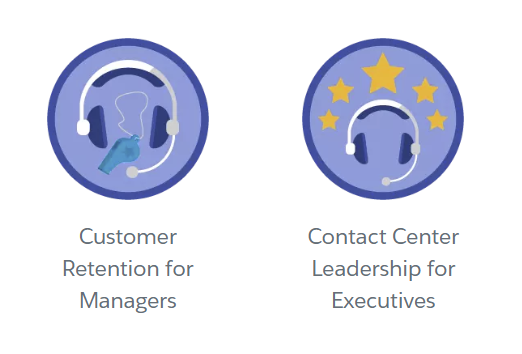 Customer
Retention for
Managers
Contact Center
Leadership for
Executives